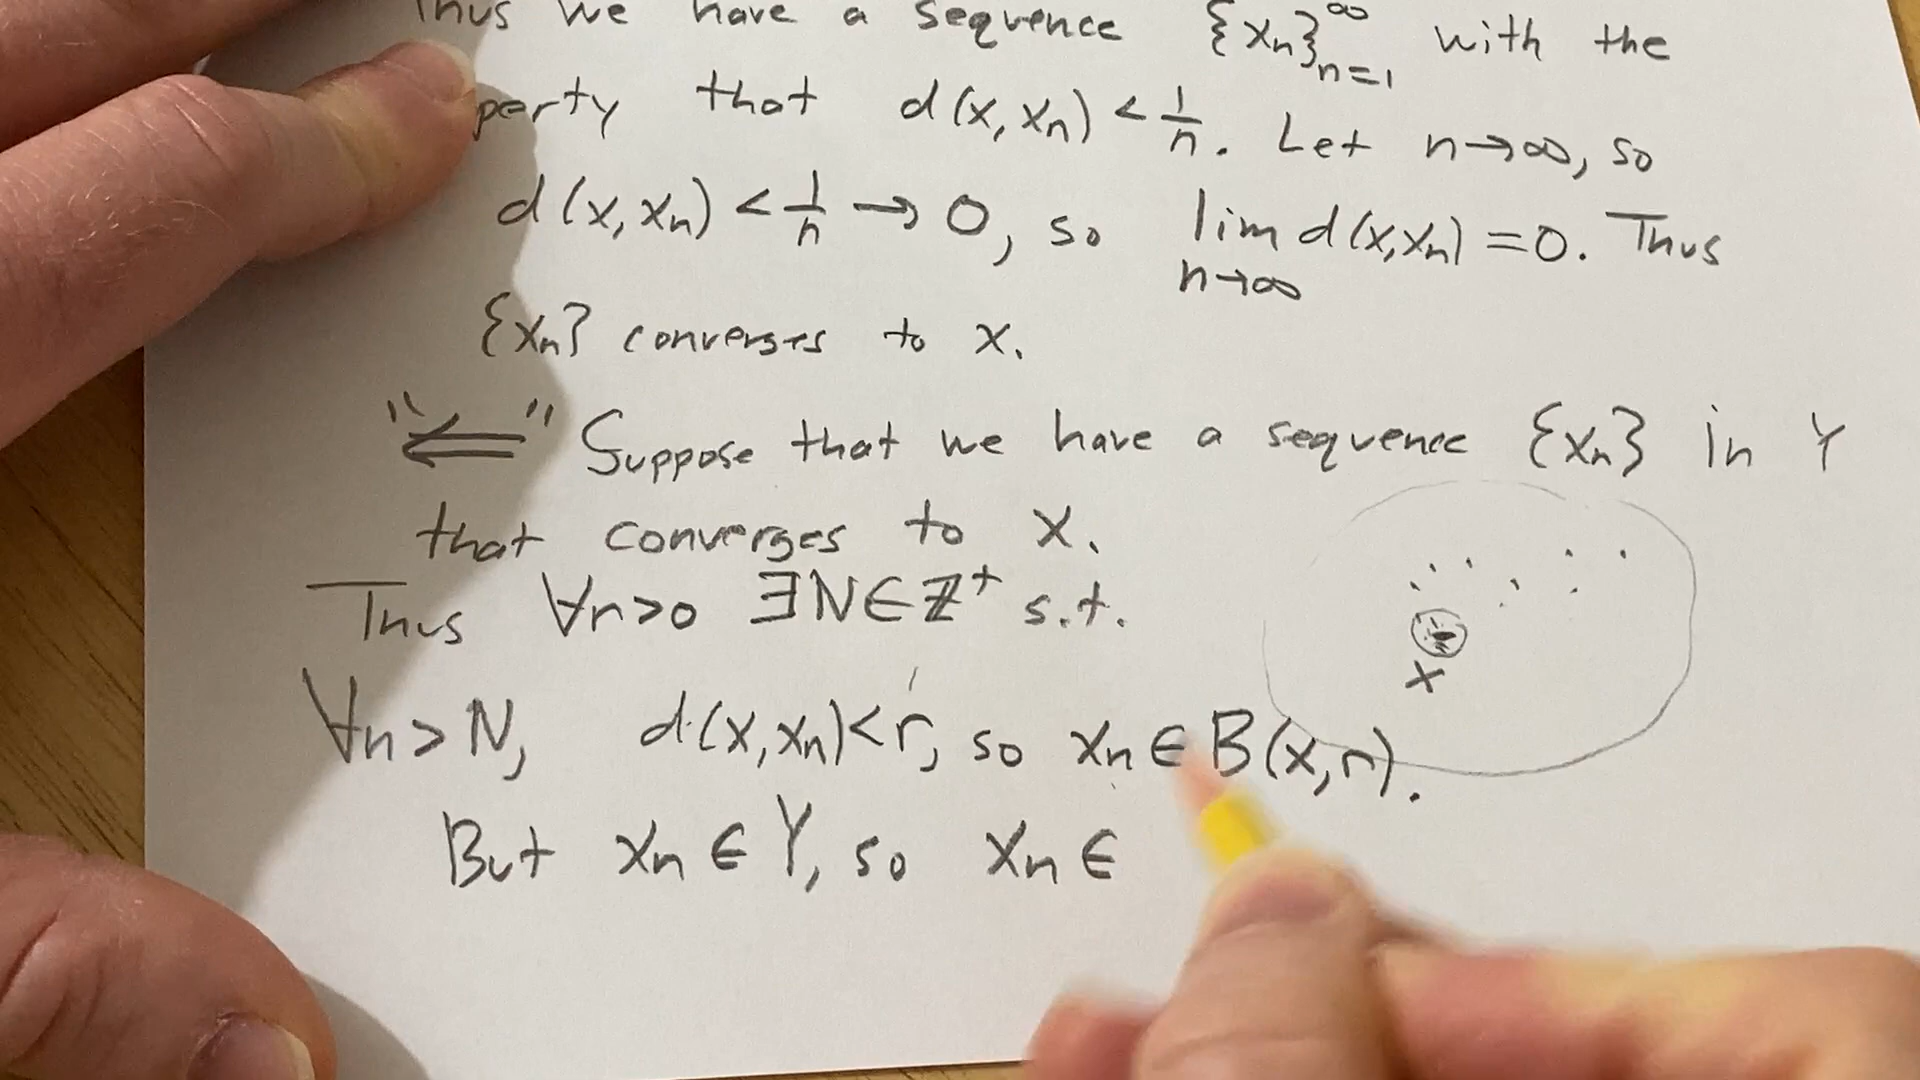 Thus we have a sequence {xn}∞n=1 with the
perty that d(x, xn) < 1/n. Let n→∞, so
d(x, xn) < 1/n → 0, so lim n→∞ d(x,xn) = 0. Thus
{xn} converges to x.
"⇐" Suppose that we have a sequence {xn} in Y
that converges to x.
Thus ∀r>0 ∃N∈ℤ+ s.t.
x
∀n > N, d(x,xn)<r, so xn ∈ B(x,r).
But xn ∈ Y, so xn ∈